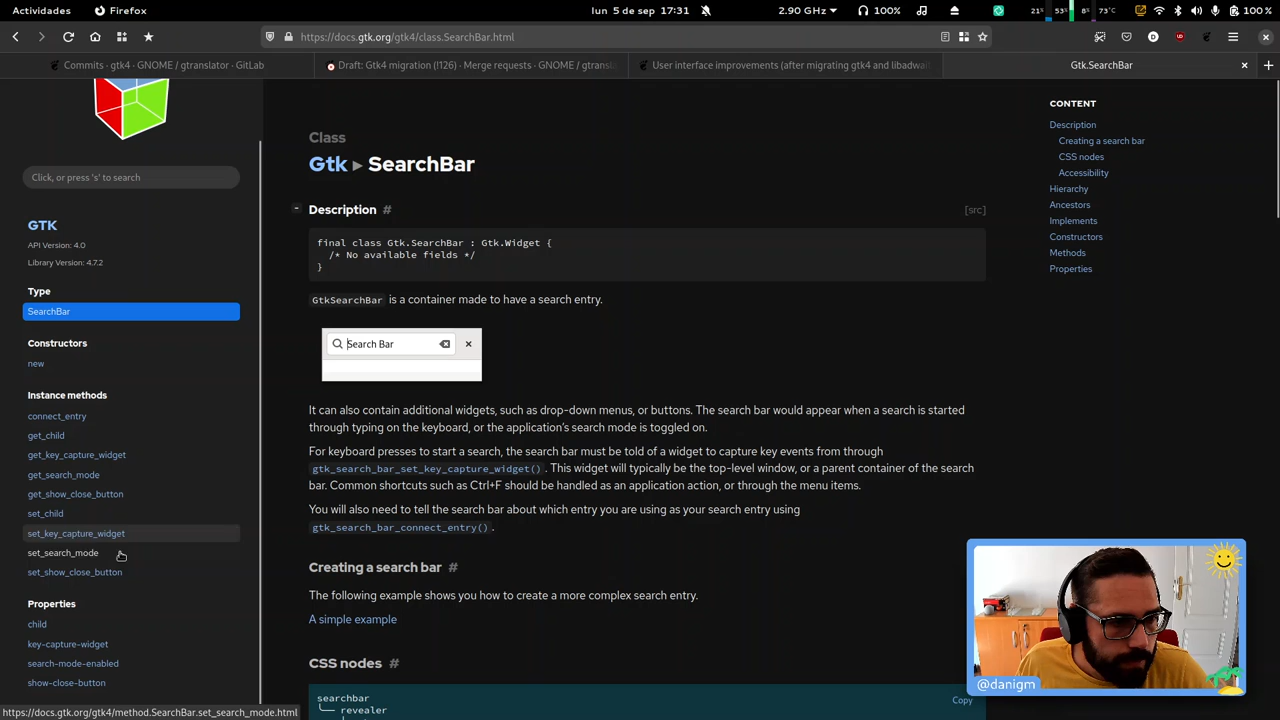 Actividades
Firefox
lun 5 de sep 17:31
2.90 GHz
100%
21%
53%
8%
73°C
100 %
https://docs.gtk.org/gtk4/class.SearchBar.html
Commits · gtk4 · GNOME / gtranslator · GitLab
Draft: Gtk4 migration (!126) · Merge requests · GNOME / gtransl
User interface improvements (after migrating gtk4 and libadwai
Gtk.SearchBar
Click, or press 's' to search
GTK
API Version: 4.0
Library Version: 4.7.2
Type
SearchBar
Constructors
new
Instance methods
connect_entry
get_child
get_key_capture_widget
get_search_mode
get_show_close_button
set_child
set_key_capture_widget
set_search_mode
set_show_close_button
Properties
child
key-capture-widget
search-mode-enabled
show-close-button
https://docs.gtk.org/gtk4/method.SearchBar.set_search_mode.html
Class
Gtk ▸ SearchBar
- Description # [src]
final class Gtk.SearchBar : Gtk.Widget {
/* No available fields */
}
GtkSearchBar is a container made to have a search entry.
Search Bar
It can also contain additional widgets, such as drop-down menus, or buttons. The search bar would appear when a search is started
through typing on the keyboard, or the application's search mode is toggled on.
For keyboard presses to start a search, the search bar must be told of a widget to capture key events from through
gtk_search_bar_set_key_capture_widget() . This widget will typically be the top-level window, or a parent container of the search
bar. Common shortcuts such as Ctrl+F should be handled as an application action, or through the menu items.
You will also need to tell the search bar about which entry you are using as your search entry using
gtk_search_bar_connect_entry() .
Creating a search bar #
The following example shows you how to create a more complex search entry.
A simple example
CSS nodes #
searchbar
╰── revealer
Copy
CONTENT
Description
Creating a search bar
CSS nodes
Accessibility
Hierarchy
Ancestors
Implements
Constructors
Methods
Properties
@danigm